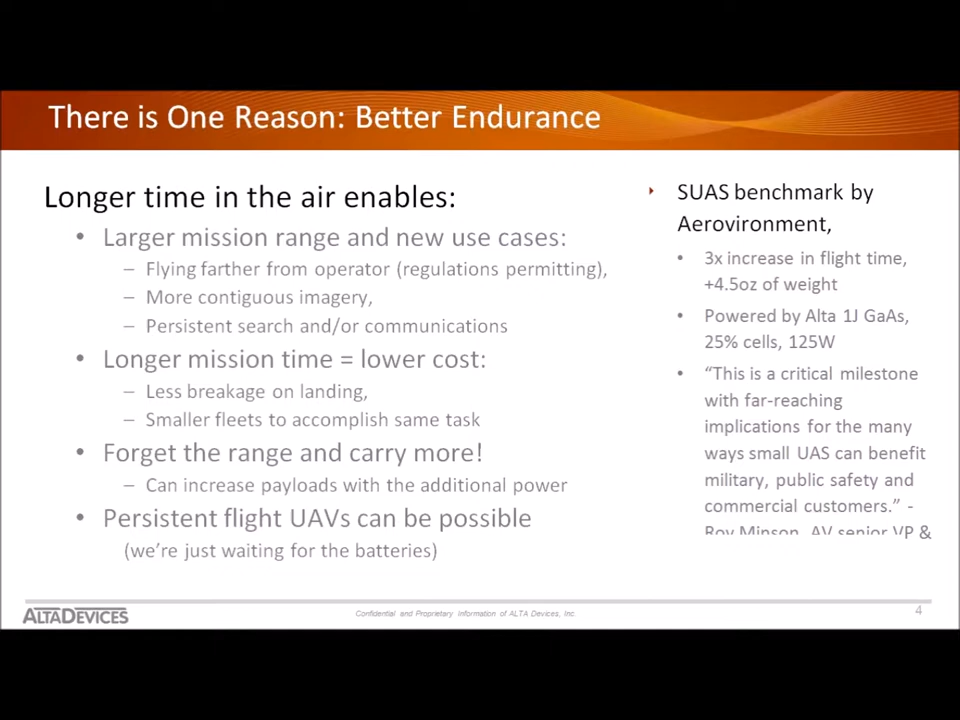 There is One Reason: Better Endurance
Longer time in the air enables:
• Larger mission range and new use cases:
– Flying farther from operator (regulations permitting),
– More contiguous imagery,
– Persistent search and/or communications
• Longer mission time = lower cost:
– Less breakage on landing,
– Smaller fleets to accomplish same task
• Forget the range and carry more!
– Can increase payloads with the additional power
• Persistent flight UAVs can be possible
(we’re just waiting for the batteries)
SUAS benchmark by
Aerovironment,
• 3x increase in flight time,
+4.5oz of weight
• Powered by Alta 1J GaAs,
25% cells, 125W
• “This is a critical milestone
with far-reaching
implications for the many
ways small UAS can benefit
military, public safety and
commercial customers.” -
Roy Minson, AV senior VP &
ALTADEVICES
Confidential and Proprietary Information of ALTA Devices, Inc.
4